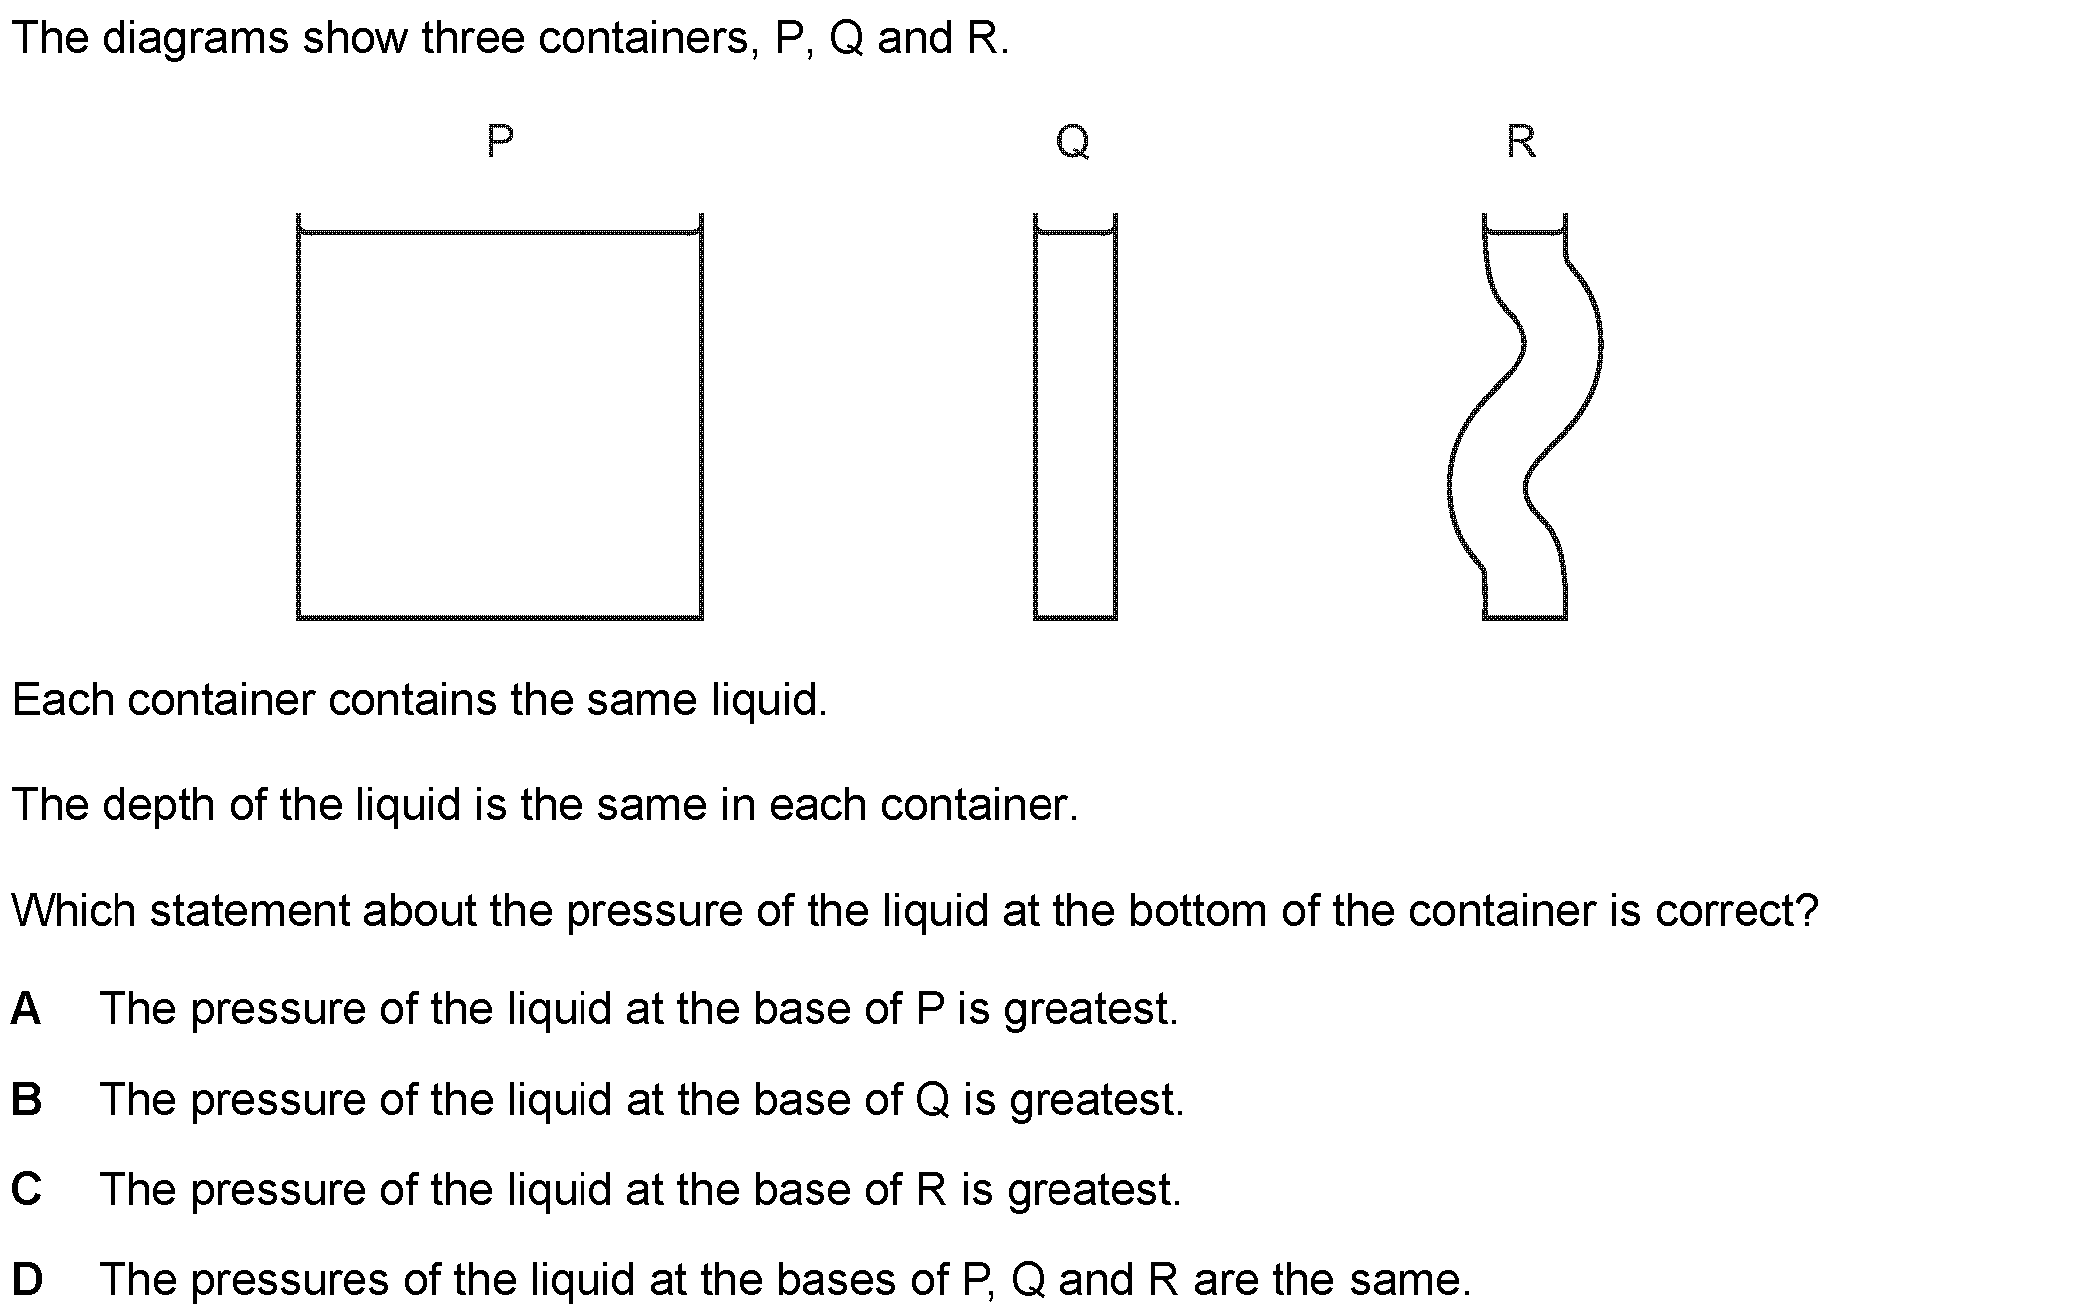 The diagrams show three containers, P, Q and R.
P Q R
Each container contains the same liquid.
The depth of the liquid is the same in each container.
Which statement about the pressure of the liquid at the bottom of the container is correct?
A The pressure of the liquid at the base of P is greatest.
B The pressure of the liquid at the base of Q is greatest.
C The pressure of the liquid at the base of R is greatest.
D The pressures of the liquid at the bases of P, Q and R are the same.